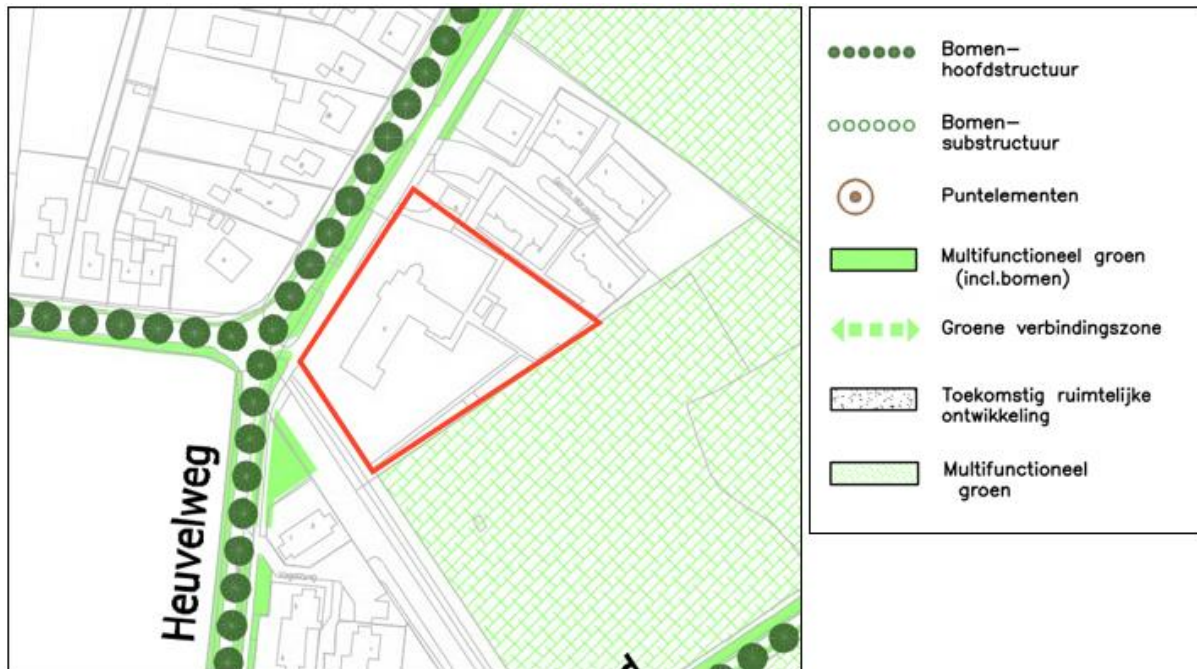 Heuvelweg
Bomen-
hoofdstructuur
Bomen-
substructuur
Puntelementen
Multifunctioneel groen
(incl.bomen)
Groene verbindingszone
Toekomstig ruimtelijke
ontwikkeling
Multifunctioneel
groen